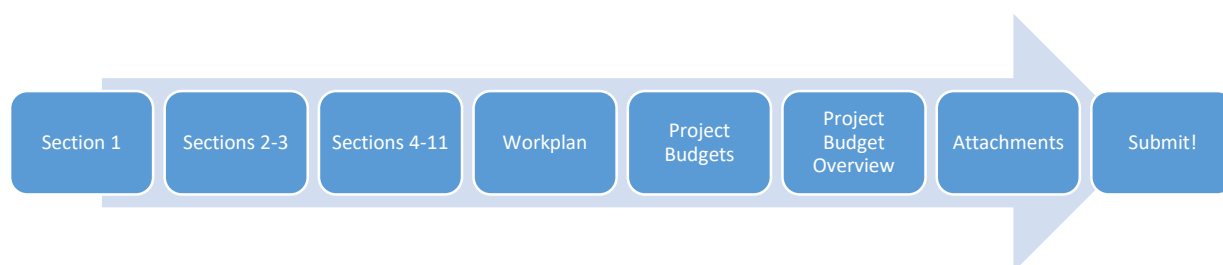 Section 1
Sections 2-3
Sections 4-11
Workplan
Project
Budgets
Project
Budget
Overview
Attachments
Submit!